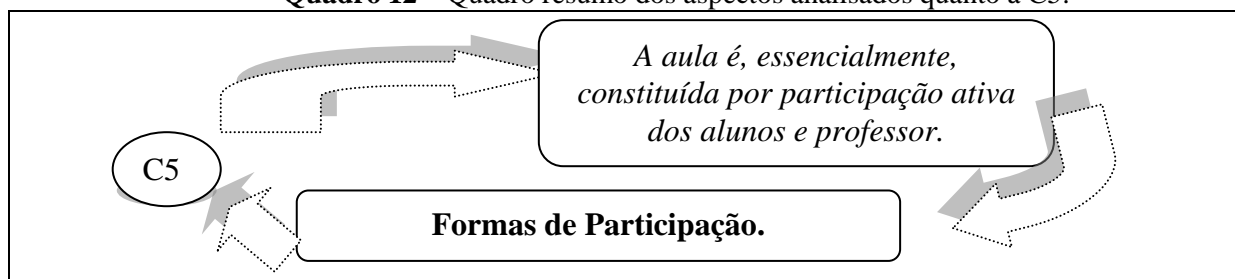 Quadro 12 – Quadro resumo dos aspectos analisados quanto à C5.
A aula é, essencialmente,
constituída por participação ativa
dos alunos e professor.
C5
Formas de Participação.